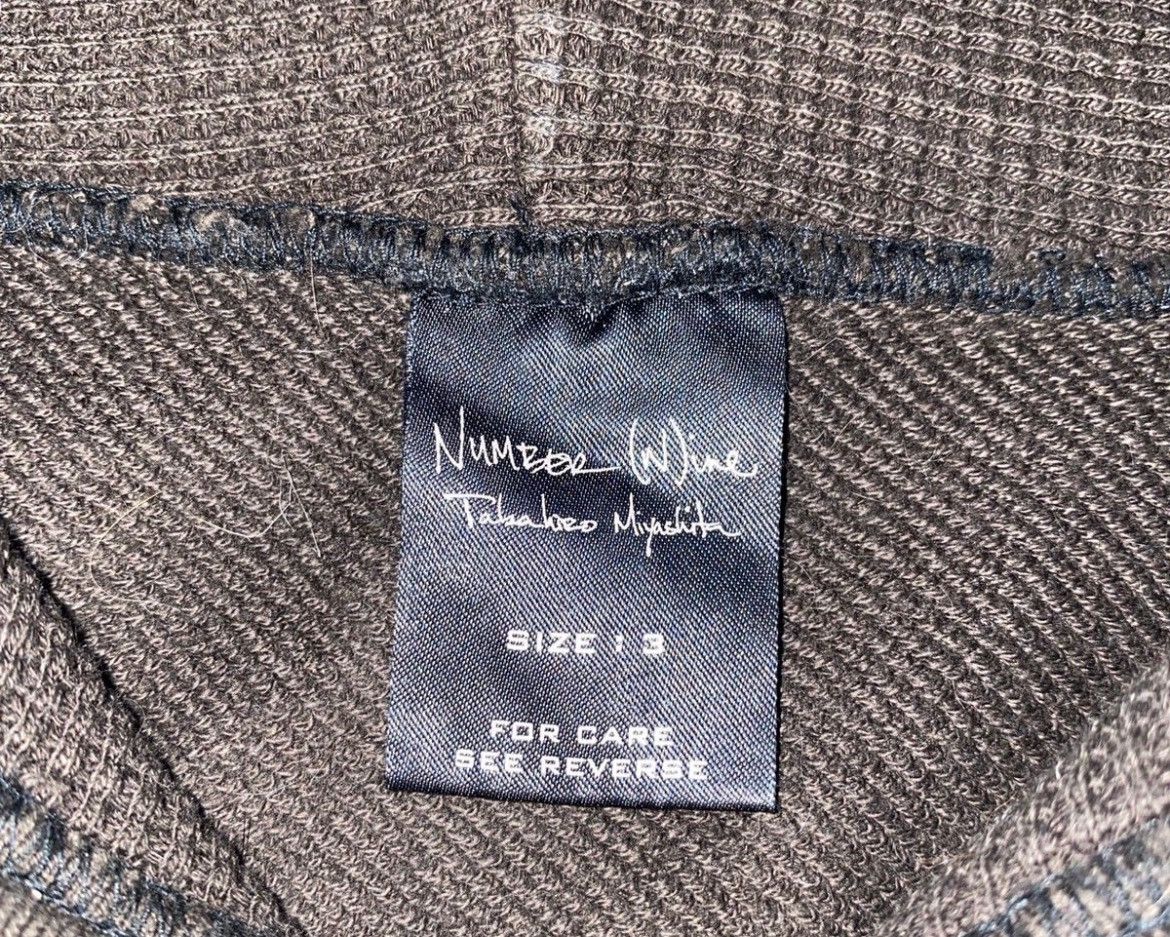 NUMBER (N)ine
Takahiro Miyashita
SIZE : 3
FOR CARE
SEE REVERSE